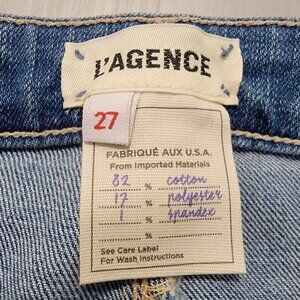 L'AGENCE
27
FABRIQUÉ AUX U.S.A.
From Imported Materials
82 % cotton
17 % polyester
1 % spandex
%
See Care Label
For Wash Instructions